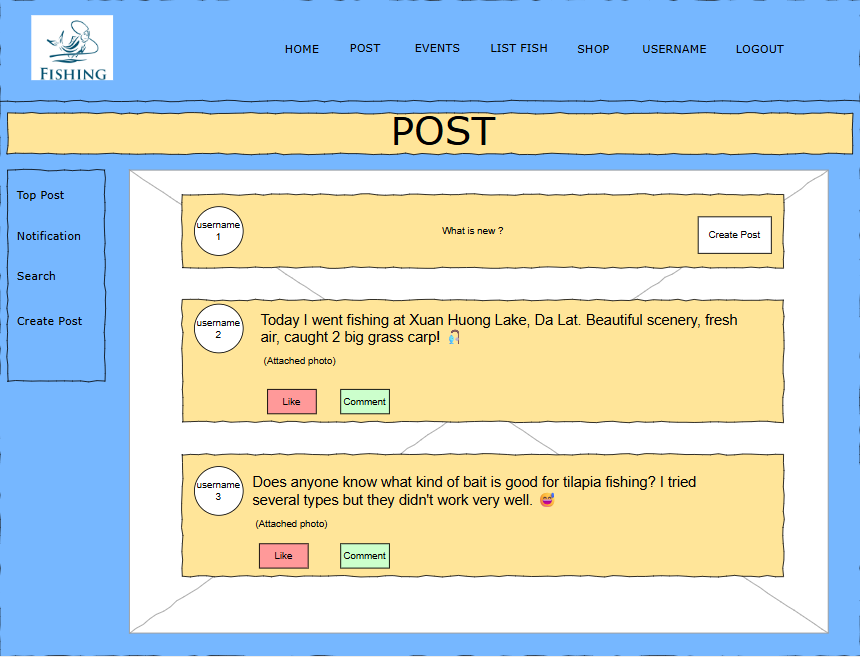 FISHING
HOME POST EVENTS LIST FISH SHOP USERNAME LOGOUT
POST
Top Post
Notification
Search
Create Post
username
1
What is new ?
Create Post
username
2
Today I went fishing at Xuan Huong Lake, Da Lat. Beautiful scenery, fresh
air, caught 2 big grass carp! 🎣
(Attached photo)
Like
Comment
username
3
Does anyone know what kind of bait is good for tilapia fishing? I tried
several types but they didn't work very well. 😅
(Attached photo)
Like
Comment